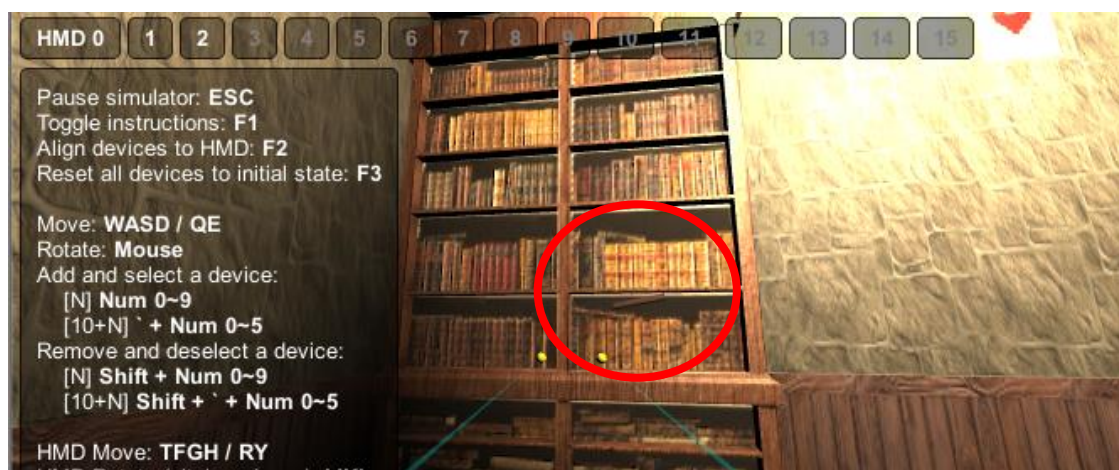 HMD 0 1 2 3 4 5 6 7 8 9 10 11 12 13 14 15
Pause simulator: ESC
Toggle instructions: F1
Align devices to HMD: F2
Reset all devices to initial state: F3
Move: WASD / QE
Rotate: Mouse
Add and select a device:
[N] Num 0~9
[10+N] ` + Num 0~5
Remove and deselect a device:
[N] Shift + Num 0~9
[10+N] Shift + ` + Num 0~5
HMD Move: TFGH / RY